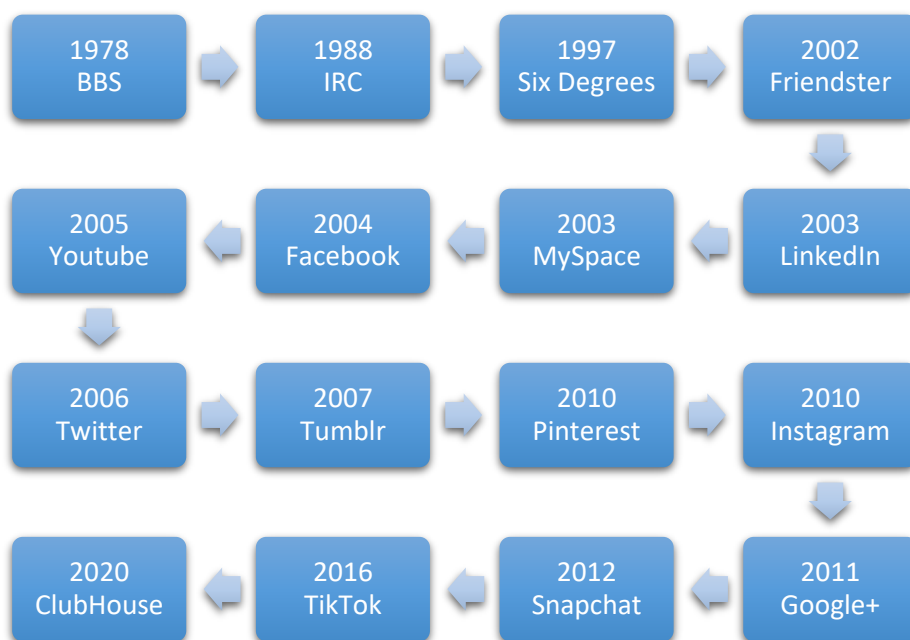 1978
BBS
1988
IRC
1997
Six Degrees
2002
Friendster
2003
LinkedIn
2003
MySpace
2004
Facebook
2005
Youtube
2006
Twitter
2007
Tumblr
2010
Pinterest
2010
Instagram
2011
Google+
2012
Snapchat
2016
TikTok
2020
ClubHouse